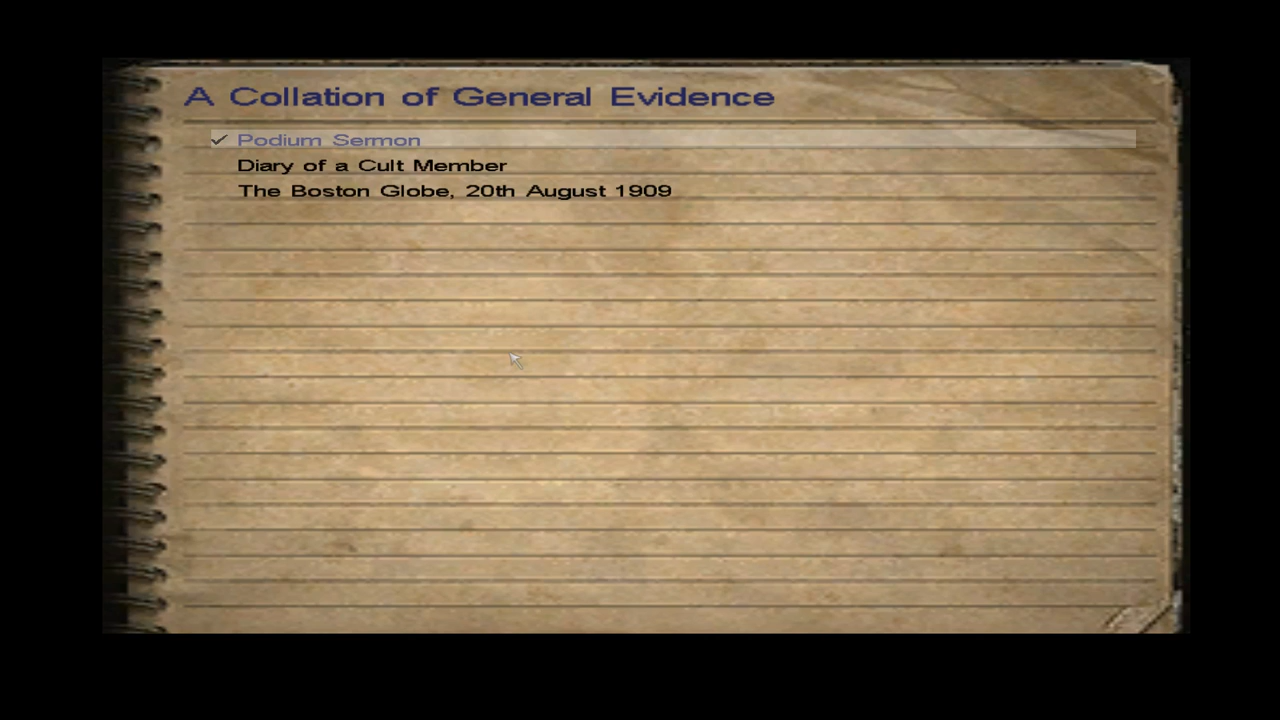 A Collation of General Evidence
✓ Podium Sermon
Diary of a Cult Member
The Boston Globe, 20th August 1909